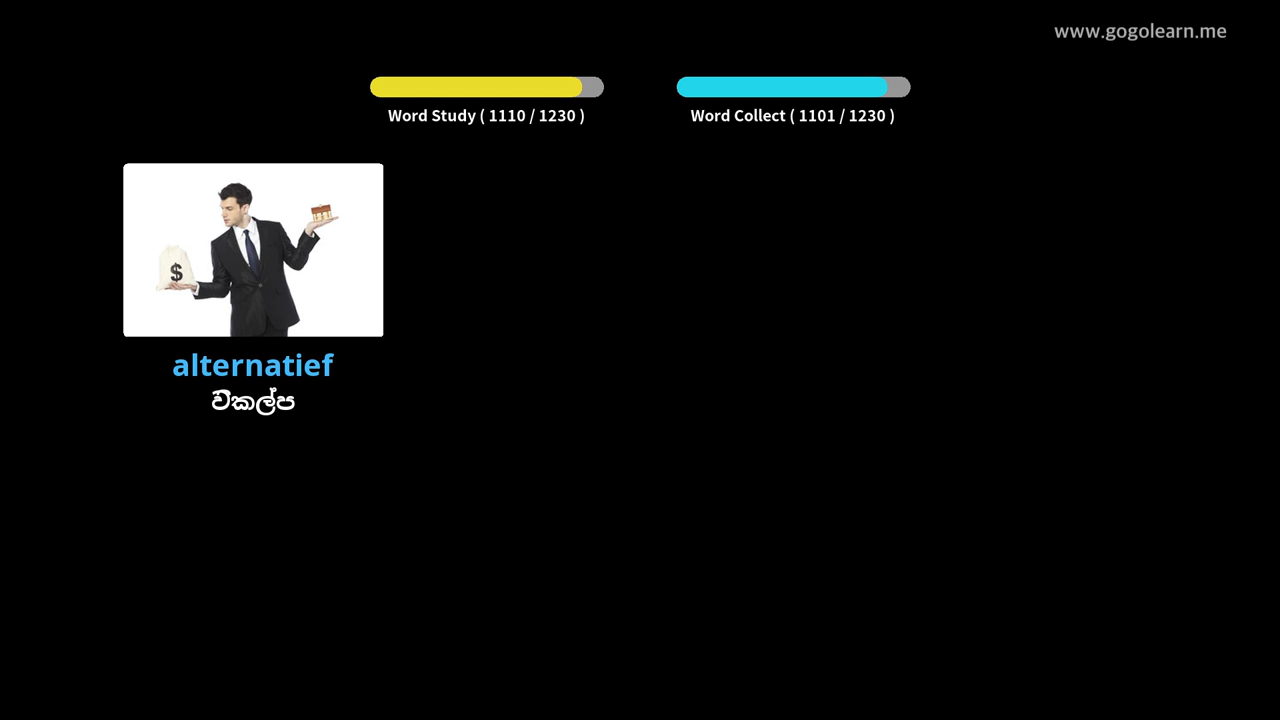 www.gogolearn.me
Word Study ( 1110 / 1230 )
Word Collect ( 1101 / 1230 )
$
alternatief
විකල්ප